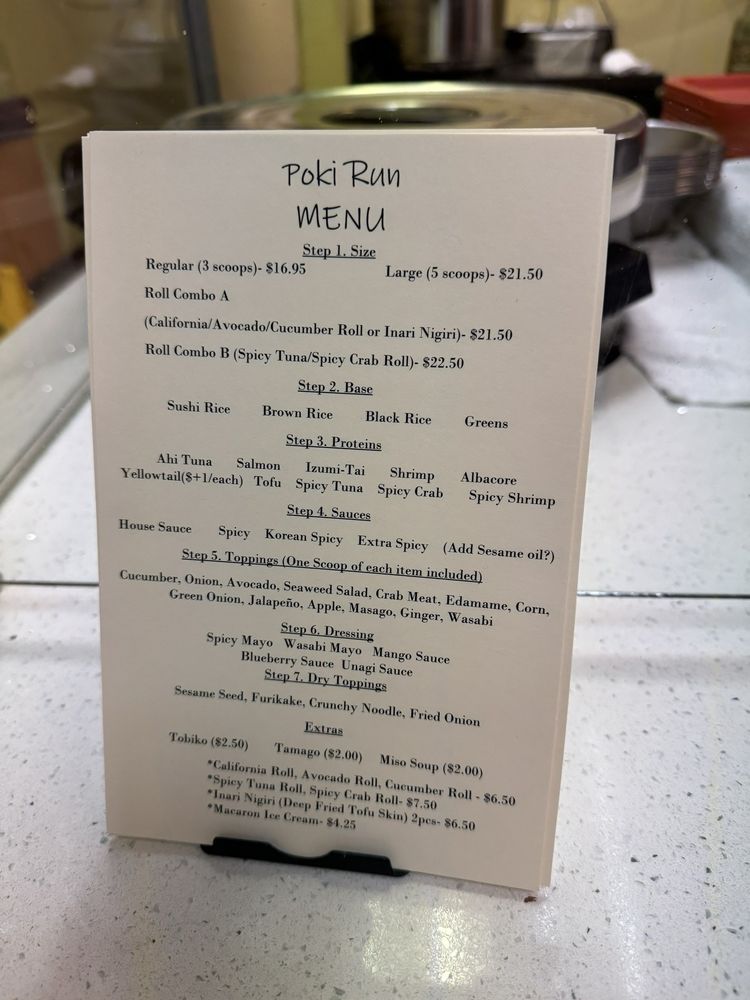 Poki Run
MENU
Step 1. Size
Regular (3 scoops)- $16.95 Large (5 scoops)- $21.50
Roll Combo A
(California/Avocado/Cucumber Roll or Inari Nigiri)- $21.50
Roll Combo B (Spicy Tuna/Spicy Crab Roll)- $22.50
Step 2. Base
Sushi Rice Brown Rice Black Rice Greens
Step 3. Proteins
Ahi Tuna Salmon Izumi-Tai Shrimp Albacore
Yellowtail($+1/each) Tofu Spicy Tuna Spicy Crab Spicy Shrimp
Step 4. Sauces
House Sauce Spicy Korean Spicy Extra Spicy (Add Sesame oil?)
Step 5. Toppings (One Scoop of each item included)
Cucumber, Onion, Avocado, Seaweed Salad, Crab Meat, Edamame, Corn,
Green Onion, Jalapeño, Apple, Masago, Ginger, Wasabi
Step 6. Dressing
Spicy Mayo Wasabi Mayo Mango Sauce
Blueberry Sauce Unagi Sauce
Step 7. Dry Toppings
Sesame Seed, Furikake, Crunchy Noodle, Fried Onion
Extras
Tobiko ($2.50) Tamago ($2.00) Miso Soup ($2.00)
*California Roll, Avocado Roll, Cucumber Roll - $6.50
*Spicy Tuna Roll, Spicy Crab Roll- $7.50
*Inari Nigiri (Deep Fried Tofu Skin) 2pcs- $6.50
*Macaron Ice Cream- $4.25